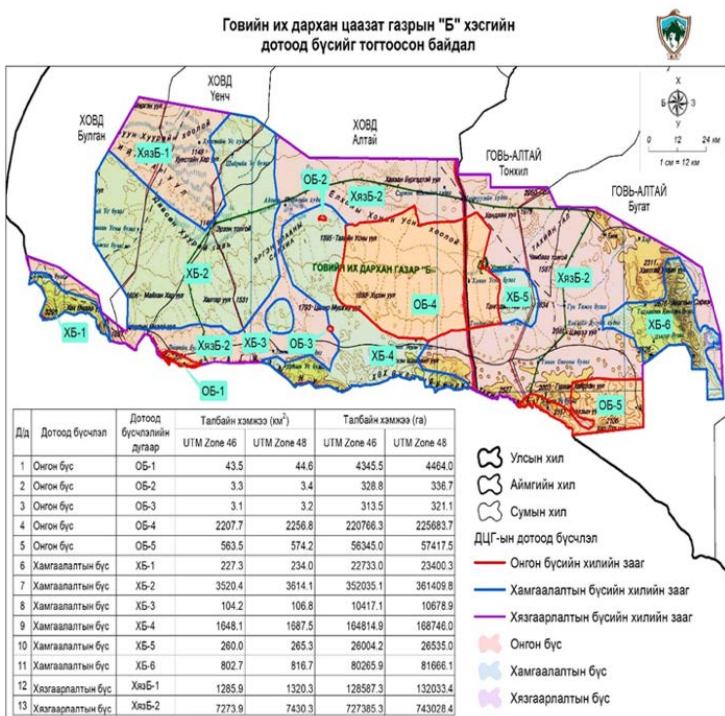 Говийн их дархан цаазат газрын "Б" хэсгийн
дотоод бүсийг тогтоосон байдал
Х
Б З
У
0 12 24 км
1 см = 12 км
ХОВД
Булган
ХОВД
Үенч
ХОВД
Алтай
ГОВЬ-АЛТАЙ
Тонхил
ГОВЬ-АЛТАЙ
Бугат
ХязБ-1
ОБ-2
ХязБ-2
ХБ-2
ГОВИЙН ИХ ДАРХАН ГАЗАР "Б"
ОБ-4
ХБ-5
ХязБ-2
ХБ-6
ХБ-1
ХязБ-2
ХБ-3
ОБ-3
ХБ-4
ОБ-1
ОБ-5
Д/д Дотоод бүсчлэл Дотоод бүсчлэлийн дугаар Талбайн хэмжээ (км²) Талбайн хэмжээ (га)
UTM Zone 46 UTM Zone 48 UTM Zone 46 UTM Zone 48
1 Онгон бүс ОБ-1 43.5 44.6 4345.5 4464.0
2 Онгон бүс ОБ-2 3.3 3.4 328.8 336.7
3 Онгон бүс ОБ-3 3.1 3.2 313.5 321.1
4 Онгон бүс ОБ-4 2207.7 2256.8 220766.3 225683.7
5 Онгон бүс ОБ-5 563.5 574.2 56345.0 57417.5
6 Хамгаалалтын бүс ХБ-1 227.3 234.0 22733.0 23400.3
7 Хамгаалалтын бүс ХБ-2 3520.4 3614.1 352035.1 361409.8
8 Хамгаалалтын бүс ХБ-3 104.2 106.8 10417.1 10678.9
9 Хамгаалалтын бүс ХБ-4 1648.1 1687.5 164814.9 168746.0
10 Хамгаалалтын бүс ХБ-5 260.0 265.3 26004.2 26535.0
11 Хамгаалалтын бүс ХБ-6 802.7 816.7 80265.9 81666.1
12 Хязгаарлалтын бүс ХязБ-1 1285.9 1320.3 128587.3 132033.4
13 Хязгаарлалтын бүс ХязБ-2 7273.9 7430.3 727385.3 743028.4
Улсын хил
Аймгийн хил
Сумын хил
ДЦГ-ын дотоод бүсчлэл
Онгон бүсийн хилийн зааг
Хамгаалалтын бүсийн хилийн зааг
Хязгаарлалтын бүсийн хилийн зааг
Онгон бүс
Хамгаалалтын бүс
Хязгаарлалтын бүс